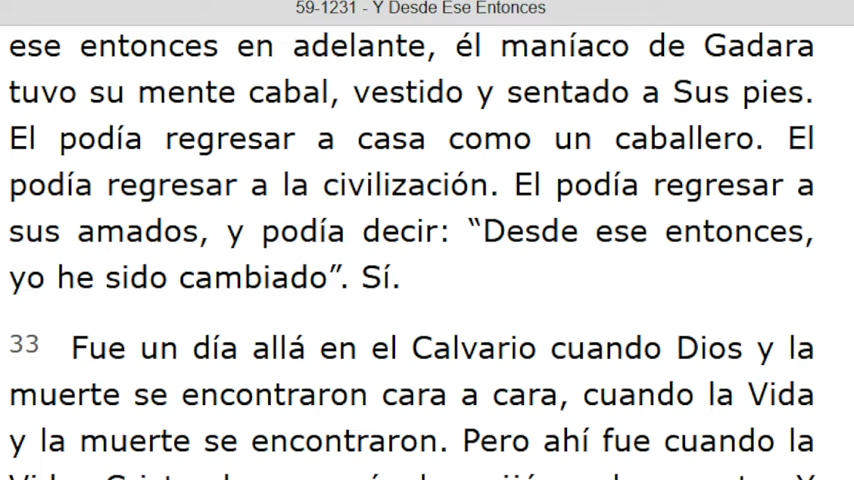 59-1231 - Y Desde Ese Entonces
ese entonces en adelante, él maníaco de Gadara
tuvo su mente cabal, vestido y sentado a Sus pies.
El podía regresar a casa como un caballero. El
podía regresar a la civilización. El podía regresar a
sus amados, y podía decir: “Desde ese entonces,
yo he sido cambiado”. Sí.
33 Fue un día allá en el Calvario cuando Dios y la
muerte se encontraron cara a cara, cuando la Vida
y la muerte se encontraron. Pero ahí fue cuando la